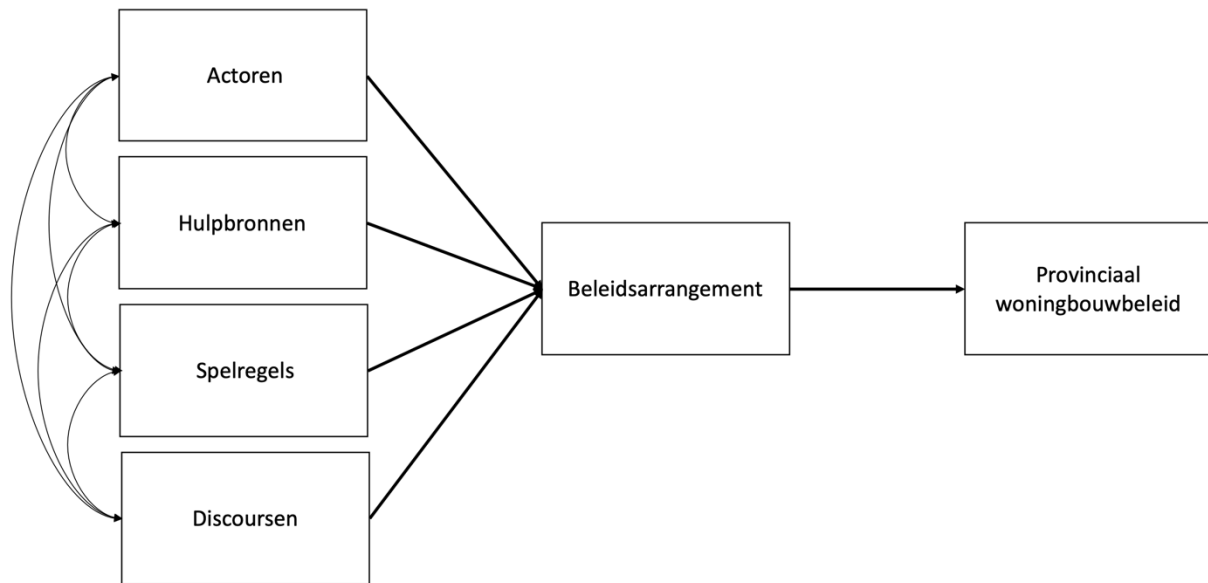 Actoren
Hulpbronnen
Spelregels
Discoursen
Beleidsarrangement
Provinciaal
woningbouwbeleid